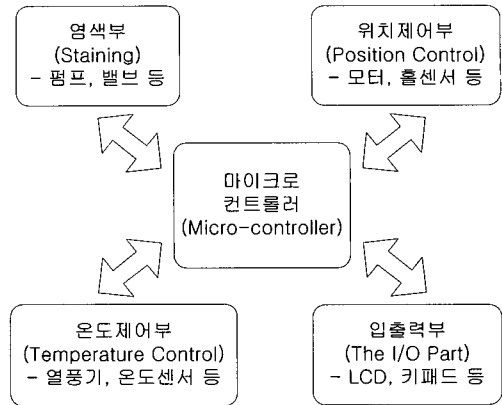 염색부
(Staining)
- 펌프, 밸브 등
위치제어부
(Position Control)
- 모터, 홀센서 등
마이크로
컨트롤러
(Micro-controller)
온도제어부
(Temperature Control)
- 열풍기, 온도센서 등
입출력부
(The I/O Part)
- LCD, 키패드 등